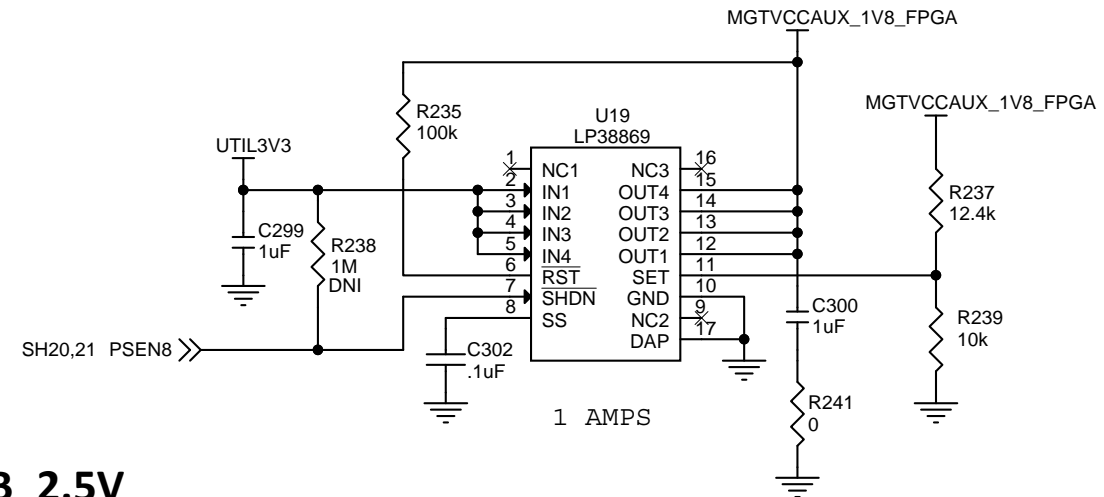 MGTVCCAUX_1V8_FPGA
MGTVCCAUX_1V8_FPGA
R235
100k
U19
LP38869
UTIL3V3
1 NC1 NC3 16
2 IN1 OUT4 15
3 IN2 OUT3 14
4 IN3 OUT2 13
5 IN4 OUT1 12
6 RST SET 11
7 SHDN GND 10
8 SS NC2 9
DAP 17
R237
12.4k
C299
1uF
R238
1M
DNI
C300
1uF
R239
10k
SH20,21 PSEN8
C302
.1uF
R241
0
1 AMPS
2.5V